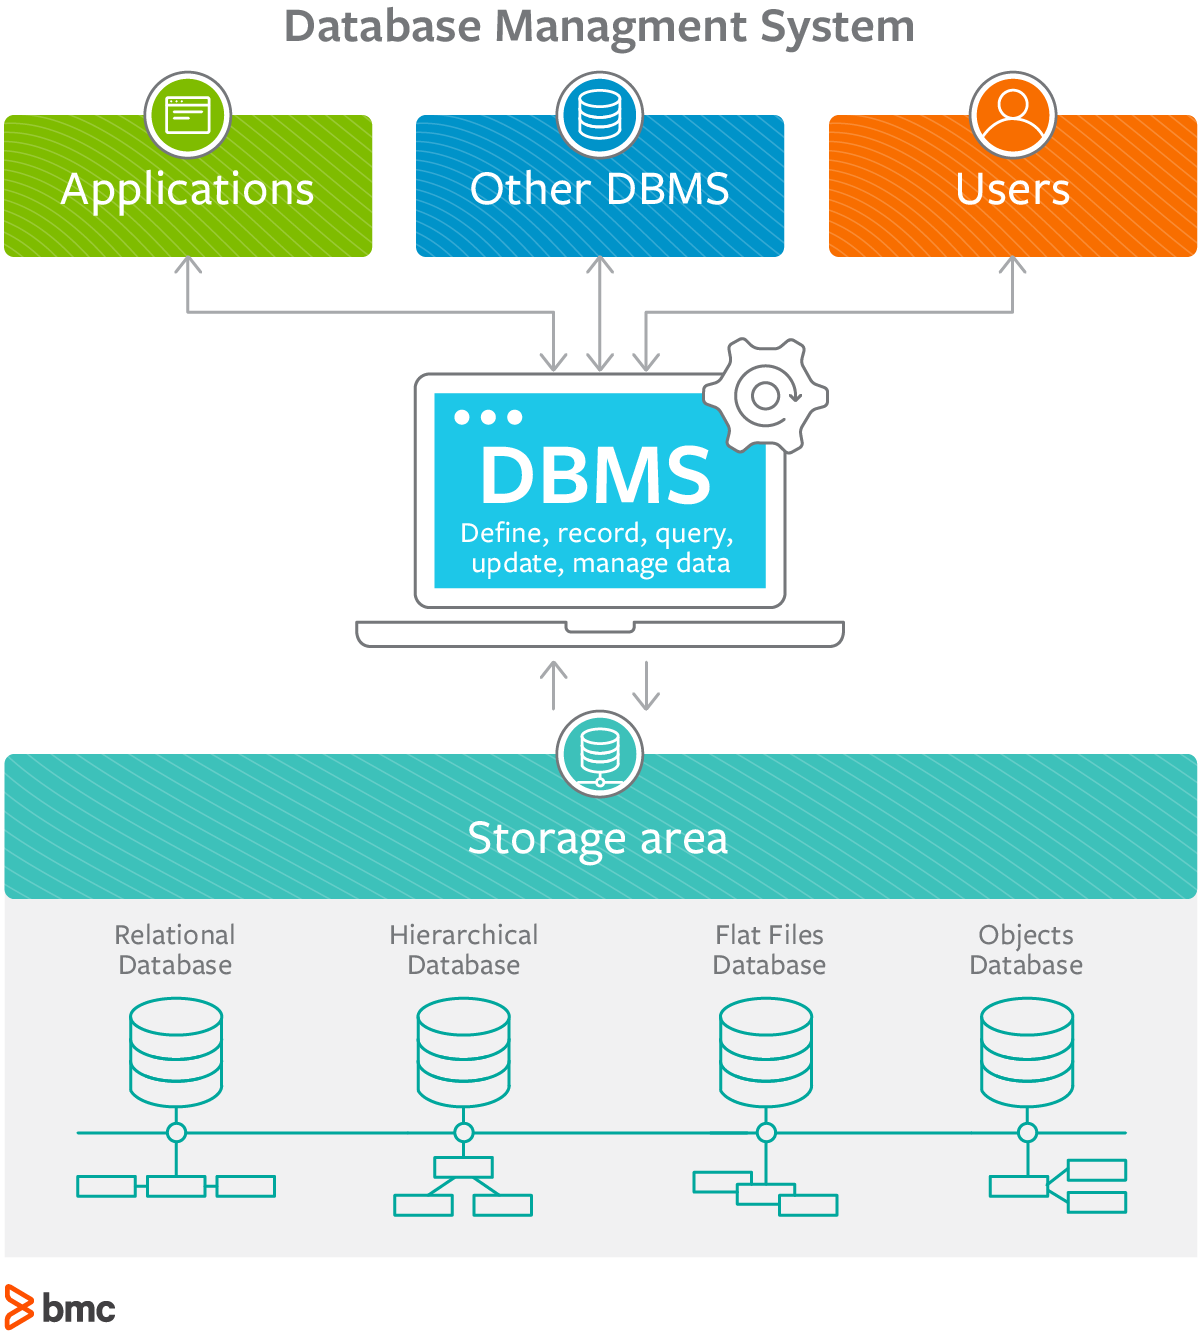 Database Managment System
Applications
Other DBMS
Users
DBMS
Define, record, query,
update, manage data
Storage area
Relational
Database
Hierarchical
Database
Flat Files
Database
Objects
Database
bmc